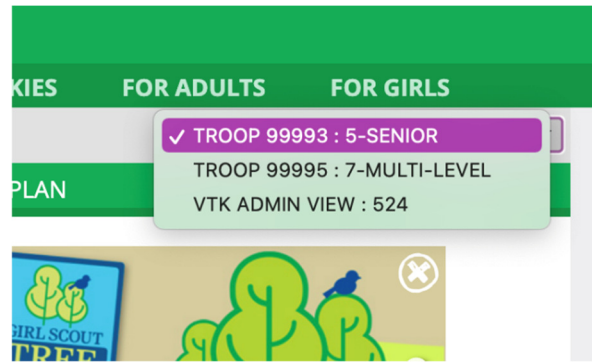 KIES FOR ADULTS FOR GIRLS
✓ TROOP 99993 : 5-SENIOR
TROOP 99995 : 7-MULTI-LEVEL
PLAN
VTK ADMIN VIEW : 524
GIRL SCOUT
TREE